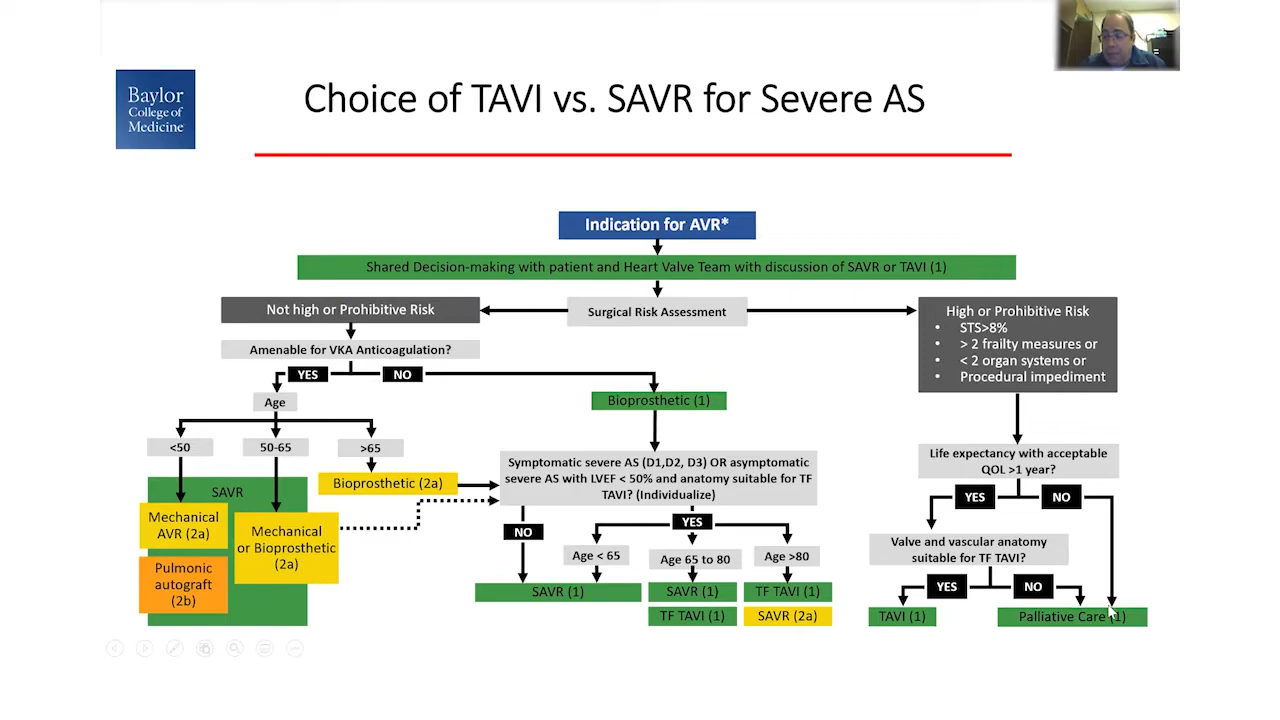 Baylor
College of
Medicine
Choice of TAVI vs. SAVR for Severe AS
Indication for AVR*
Shared Decision-making with patient and Heart Valve Team with discussion of SAVR or TAVI (1)
Not high or Prohibitive Risk
Surgical Risk Assessment
High or Prohibitive Risk
• STS>8%
• > 2 frailty measures or
• < 2 organ systems or
• Procedural impediment
Amenable for VKA Anticoagulation?
YES
NO
Age
Bioprosthetic (1)
<50
50-65
>65
SAVR
Mechanical
AVR (2a)
Pulmonic
autograft
(2b)
Mechanical
or Bioprosthetic
(2a)
Bioprosthetic (2a)
Symptomatic severe AS (D1,D2, D3) OR asymptomatic
severe AS with LVEF < 50% and anatomy suitable for TF
TAVI? (Individualize)
NO
YES
Age < 65
Age 65 to 80
Age >80
SAVR (1)
SAVR (1)
TF TAVI (1)
TF TAVI (1)
SAVR (2a)
Life expectancy with acceptable
QOL >1 year?
YES
NO
Valve and vascular anatomy
suitable for TF TAVI?
YES
NO
TAVI (1)
Palliative Care (1)